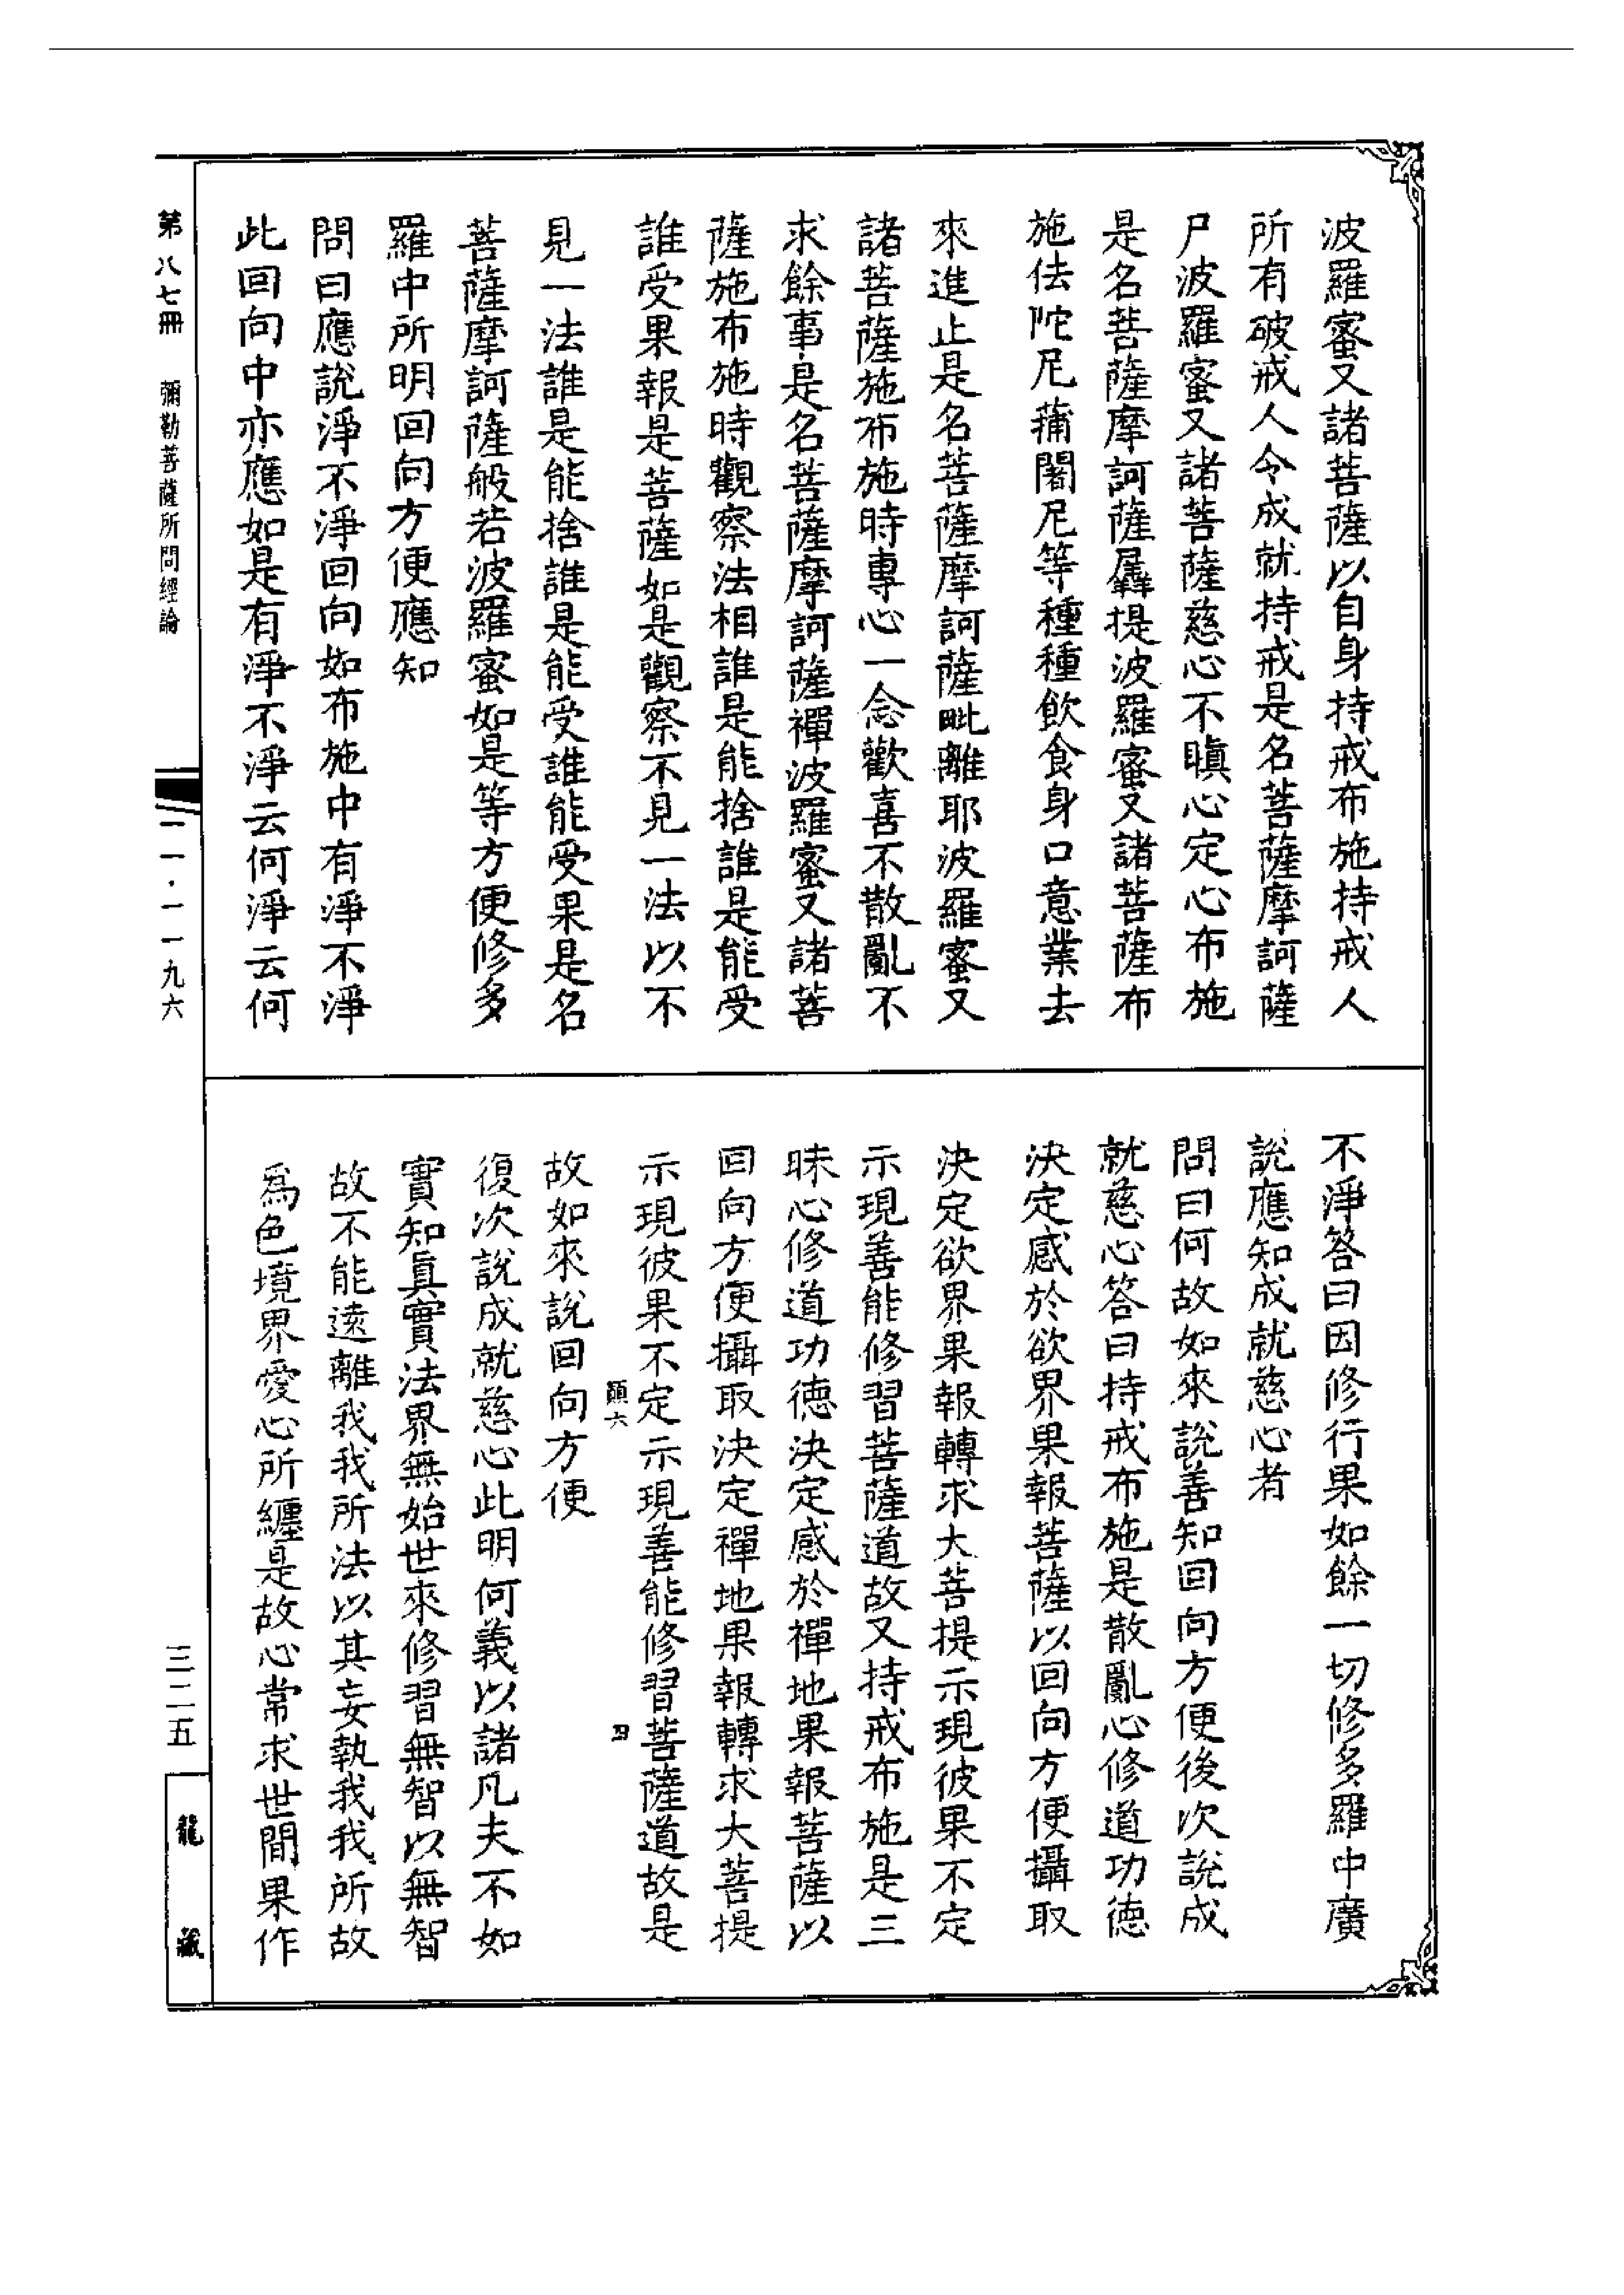 波羅蜜又諸菩薩以自身持戒布施持戒人
所有破戒人令成就持戒是名菩薩摩訶薩
尸波羅蜜又諸菩薩慈心不瞋心定心布施
是名菩薩摩訶薩羼提波羅蜜又諸菩薩布
施佉陀尼蒱闍尼等種種飲食身口意業去
來進止是名菩薩摩訶薩毗離耶波羅蜜又
諸菩薩施布施時專心一念歡喜不散亂不
求餘事是名菩薩摩訶薩禪波羅蜜又諸菩
薩施布施時觀察法相誰是能捨誰是能受
誰受果報是菩薩如是觀察不見一法以不
見一法誰是能捨誰是能受誰能受果是名
菩薩摩訶薩般若波羅蜜如是等方便修多
羅中所明回向方便應知
問曰應說淨不淨回向如布施中有淨不淨
此回向中亦應如是有淨不淨云何淨云何
不淨答曰因修行果如餘一切修多羅中廣
說應知成就慈心者
問曰何故如來說善知回向方便後次說成
就慈心答曰持戒布施是散亂心修道功德
決定感於欲界果報菩薩以回向方便攝取
決定欲界果報轉求大菩提示現彼果不定
示現善能修習菩薩道故又持戒布施是三
昧心修道功德決定感於禪地果報菩薩以
回向方便攝取決定禪地果報轉求大菩提
示現彼果不定示現善能修習菩薩道故是
顗六
故如來說回向方便
復次說成就慈心此明何義以諸凡夫不如
實知真實法界無始世來修習無智以無智
故不能遠離我我所法以其妄執我我所故
為色境界愛心所纏是故心常求世間果作
第八七冊
彌勒菩薩所問經論
一一·一一九六
三二五
龍藏